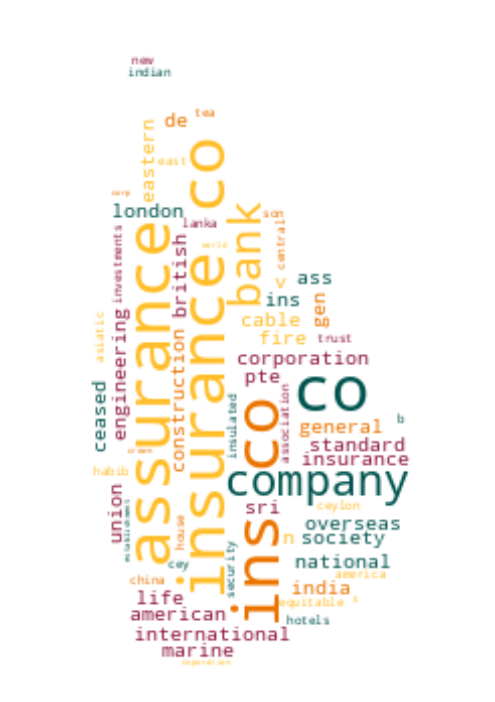 new
indian
tea
de
eastern
east
insurance co
corp
london
son
bank
lanka
assurance
investments
british
central
world
ass
v
ins
gen
cable
asiatic
engineering
construction
fire
trust
corporation
pte
co
ceased
association
insulated
ins co
b
general
standard
insurance
habib
company
union
establishment
house
sri
ceylon
overseas
n
society
security
cey
national
america
china
india
life
equitable
american
hotels
international
marine
corporation